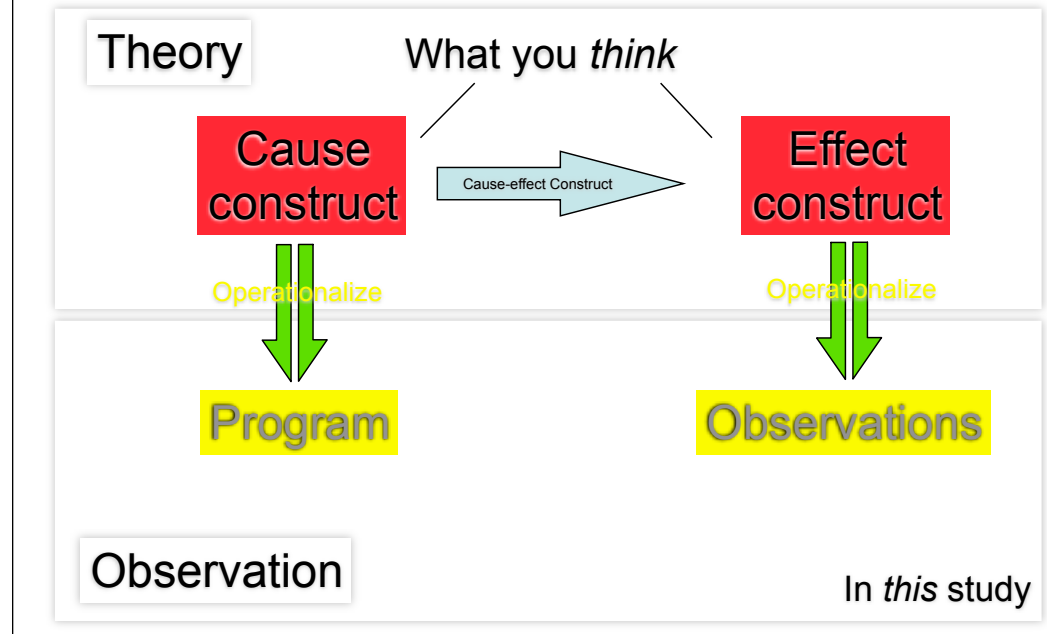 Theory
What you think
Cause
construct
Cause-effect Construct
Effect
construct
Operationalize
Operationalize
Program
Observations
Observation
In this study